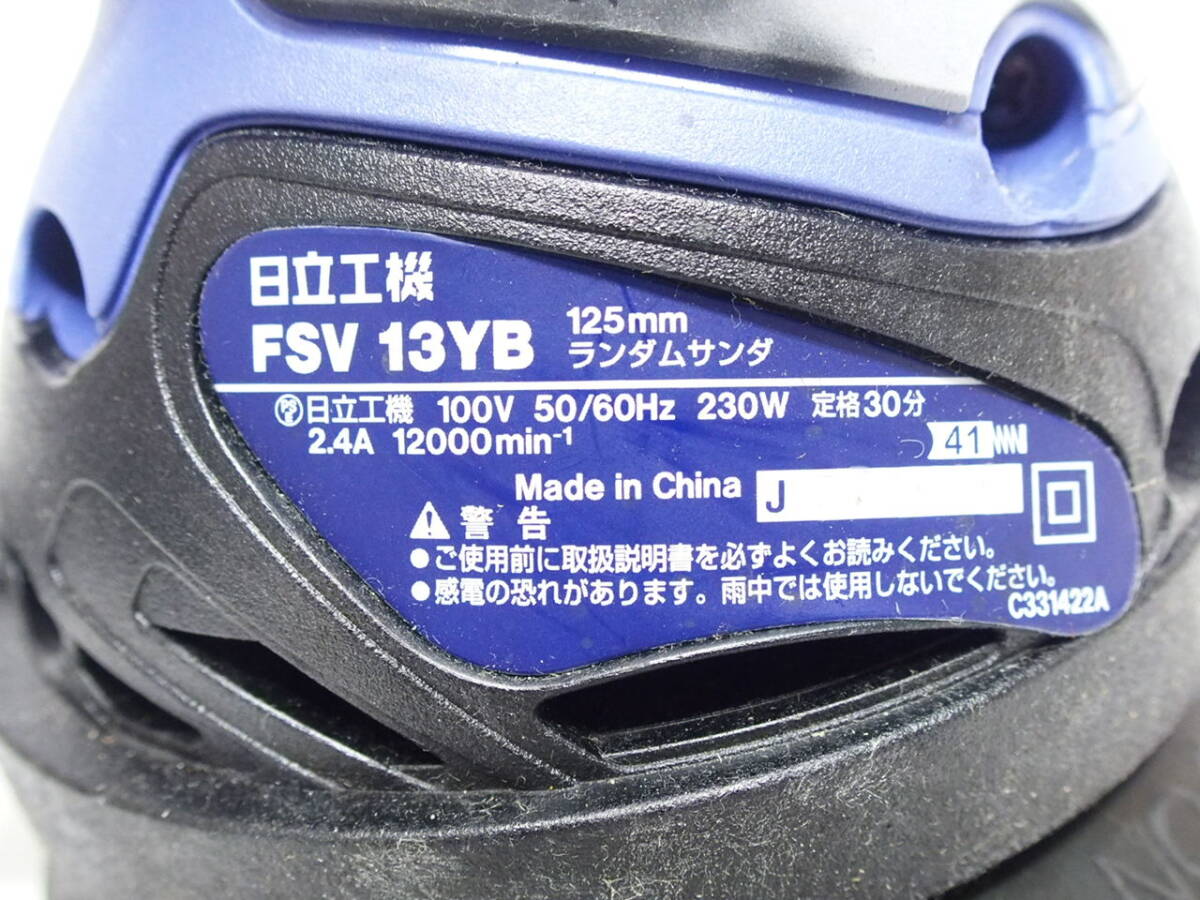 日立工機
FSV 13YB
125mm
ランダムサンダ
日立工機 100V 50/60Hz 230W 定格30分
2.4A 12000min⁻¹
41
Made in China
J
警告
●ご使用前に取扱説明書を必ずよくお読みください。
●感電の恐れがあります。雨中では使用しないでください。
C331422A